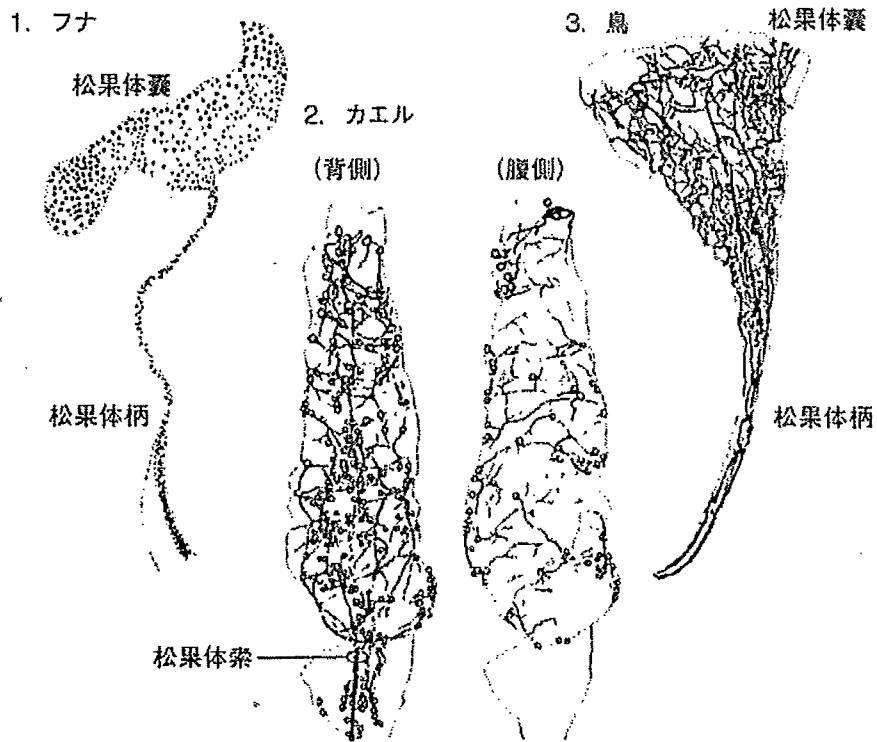 1. フナ
松果体嚢
2. カエル
(背側)
(腹側)
3. 鳥
松果体嚢
松果体柄
松果体柄
松果体索